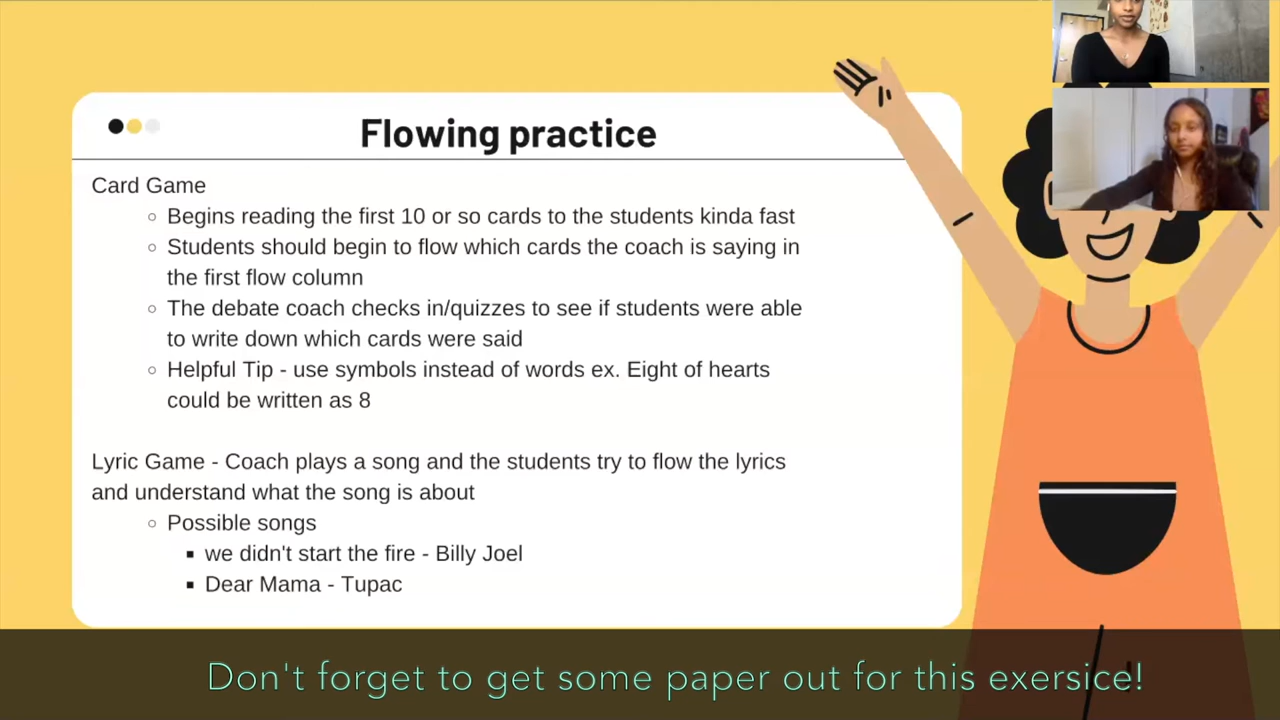 Flowing practice
Card Game
Begins reading the first 10 or so cards to the students kinda fast
Students should begin to flow which cards the coach is saying in
the first flow column
The debate coach checks in/quizzes to see if students were able
to write down which cards were said
Helpful Tip - use symbols instead of words ex. Eight of hearts
could be written as 8
Lyric Game - Coach plays a song and the students try to flow the lyrics
and understand what the song is about
Possible songs
we didn't start the fire - Billy Joel
Dear Mama - Tupac
Don't forget to get some paper out for this exersice!